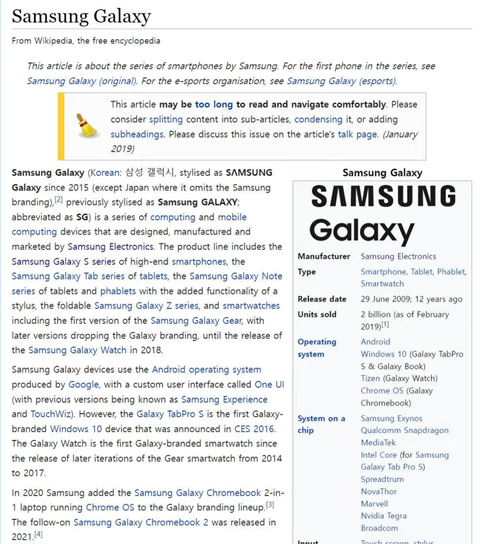 Samsung Galaxy
From Wikipedia, the free encyclopedia
This article is about the series of smartphones by Samsung. For the first phone in the series, see
Samsung Galaxy (original). For the e-sports organisation, see Samsung Galaxy (esports).
This article may be too long to read and navigate comfortably. Please
consider splitting content into sub-articles, condensing it, or adding
subheadings. Please discuss this issue on the article's talk page. (January
2019)
Samsung Galaxy (Korean: 삼성 갤럭시, stylised as SΛMSUNG
Galaxy since 2015 (except Japan where it omits the Samsung
branding),[2] previously stylised as Samsung GALAXY;
abbreviated as SG) is a series of computing and mobile
computing devices that are designed, manufactured and
marketed by Samsung Electronics. The product line includes the
Samsung Galaxy S series of high-end smartphones, the
Samsung Galaxy Tab series of tablets, the Samsung Galaxy Note
series of tablets and phablets with the added functionality of a
stylus, the foldable Samsung Galaxy Z series, and smartwatches
including the first version of the Samsung Galaxy Gear, with
later versions dropping the Galaxy branding, until the release of
the Samsung Galaxy Watch in 2018.
Samsung Galaxy devices use the Android operating system
produced by Google, with a custom user interface called One UI
(with previous versions being known as Samsung Experience
and TouchWiz). However, the Galaxy TabPro S is the first Galaxy-
branded Windows 10 device that was announced in CES 2016.
The Galaxy Watch is the first Galaxy-branded smartwatch since
the release of later iterations of the Gear smartwatch from 2014
to 2017.
In 2020 Samsung added the Samsung Galaxy Chromebook 2-in-
1 laptop running Chrome OS to the Galaxy branding lineup.[3]
The follow-on Samsung Galaxy Chromebook 2 was released in
2021.[4]
Samsung Galaxy
SΛMSUNG
Galaxy
Manufacturer Samsung Electronics
Type Smartphone, Tablet, Phablet,
Smartwatch
Release date 29 June 2009; 12 years ago
Units sold 2 billion (as of February
2019)[1]
Operating system Android
Windows 10 (Galaxy TabPro
S & Galaxy Book)
Tizen (Galaxy Watch)
Chrome OS (Galaxy
Chromebook)
System on a chip Samsung Exynos
Qualcomm Snapdragon
MediaTek
Intel Core (for Samsung
Galaxy Tab Pro S)
Spreadtrum
NovaThor
Marvell
Nvidia Tegra
Broadcom
Input Touch screen, stylus